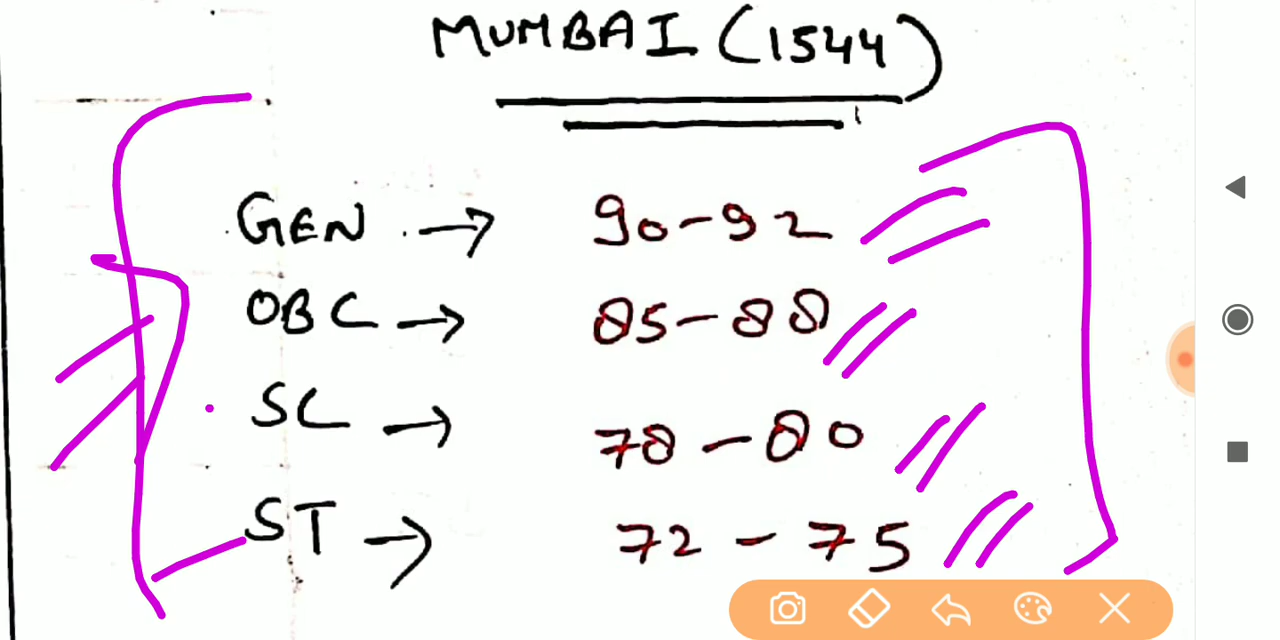 MUMBAI (1544)
GEN → 90-92
OBC → 85-88
SC → 78-80
ST → 72-75